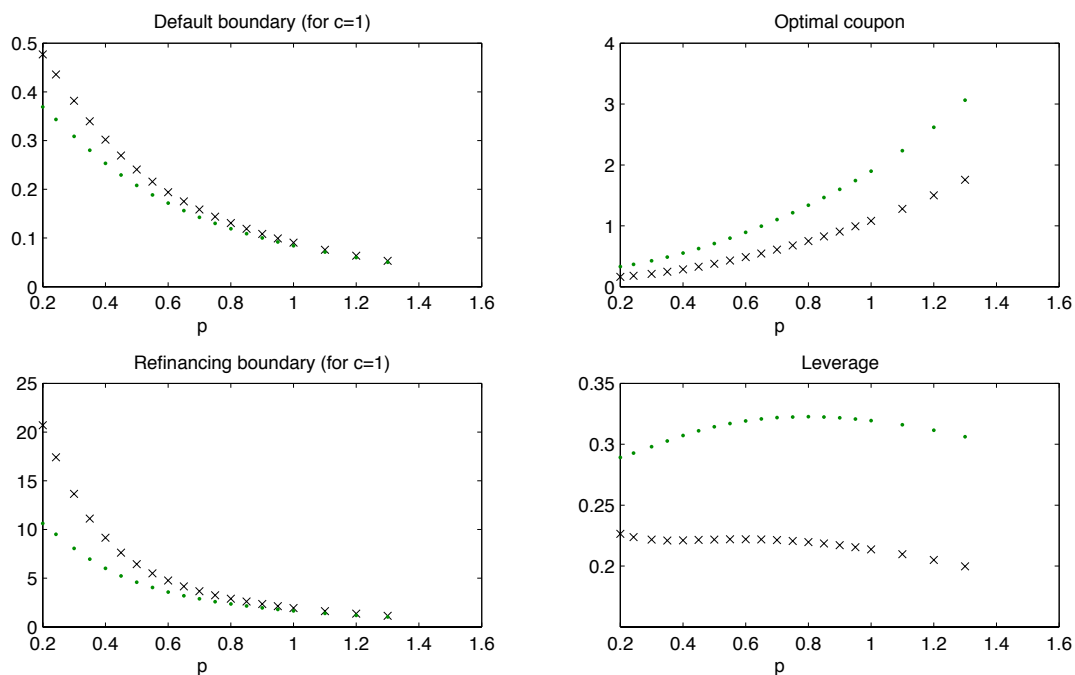 Default boundary (for c=1)
0.5
0.4
0.3
0.2
0.1
0
0.2 0.4 0.6 0.8 1 1.2 1.4 1.6
p
Optimal coupon
4
3
2
1
0
0.2 0.4 0.6 0.8 1 1.2 1.4 1.6
p
Refinancing boundary (for c=1)
25
20
15
10
5
0
0.2 0.4 0.6 0.8 1 1.2 1.4 1.6
p
Leverage
0.35
0.3
0.25
0.2
0.2 0.4 0.6 0.8 1 1.2 1.4 1.6
p